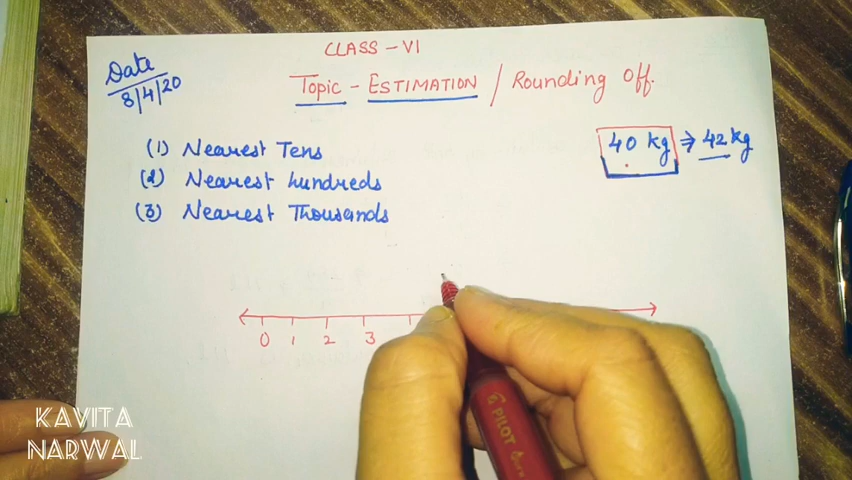 CLASS - VI
Date
8/4/20
Topic - ESTIMATION / Rounding Off.
(1) Nearest Tens
40 kg ⇒ 42 kg
(2) Nearest hundreds
(3) Nearest Thousands
0 1 2 3
PILOT
KAVITA
NARWAL